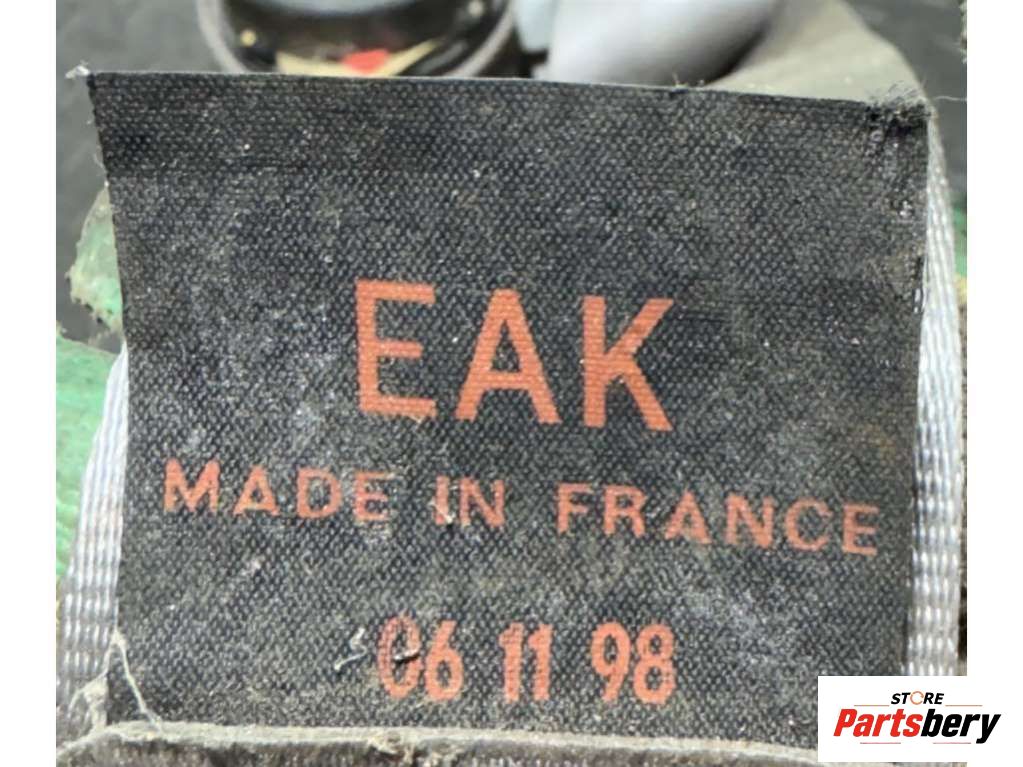 EAK
MADE IN FRANCE
06 11 98
STORE
Partsbery